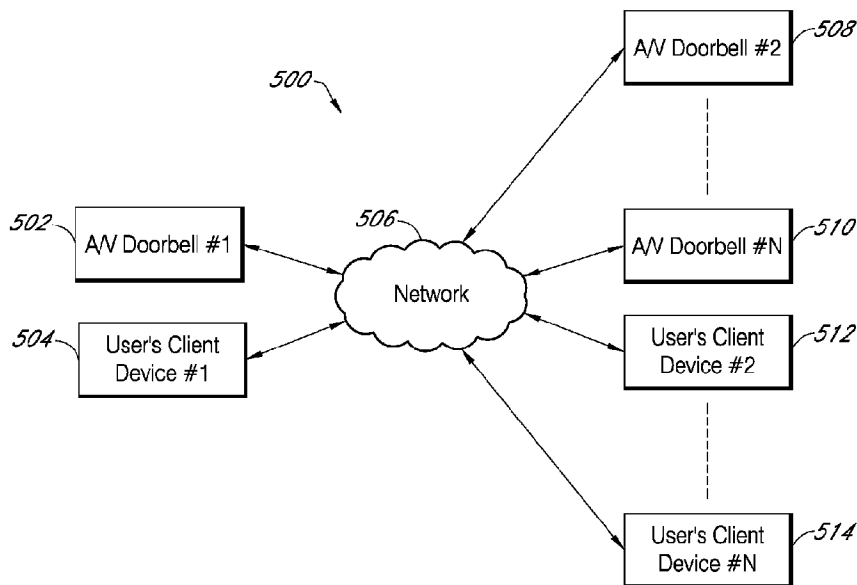 A/V Doorbell #2
508
500
502
A/V Doorbell #1
506
A/V Doorbell #N
510
Network
504
User's Client
Device #1
User's Client
Device #2
512
User's Client
Device #N
514